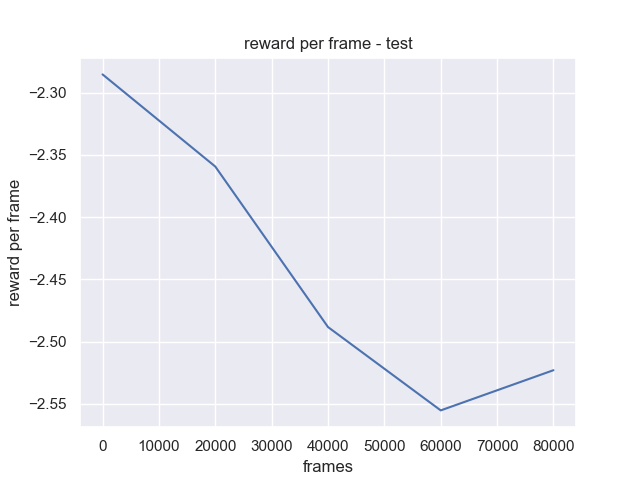 reward per frame - test
−2.30
−2.35
−2.40
−2.45
−2.50
−2.55
reward per frame
0 10000 20000 30000 40000 50000 60000 70000 80000
frames